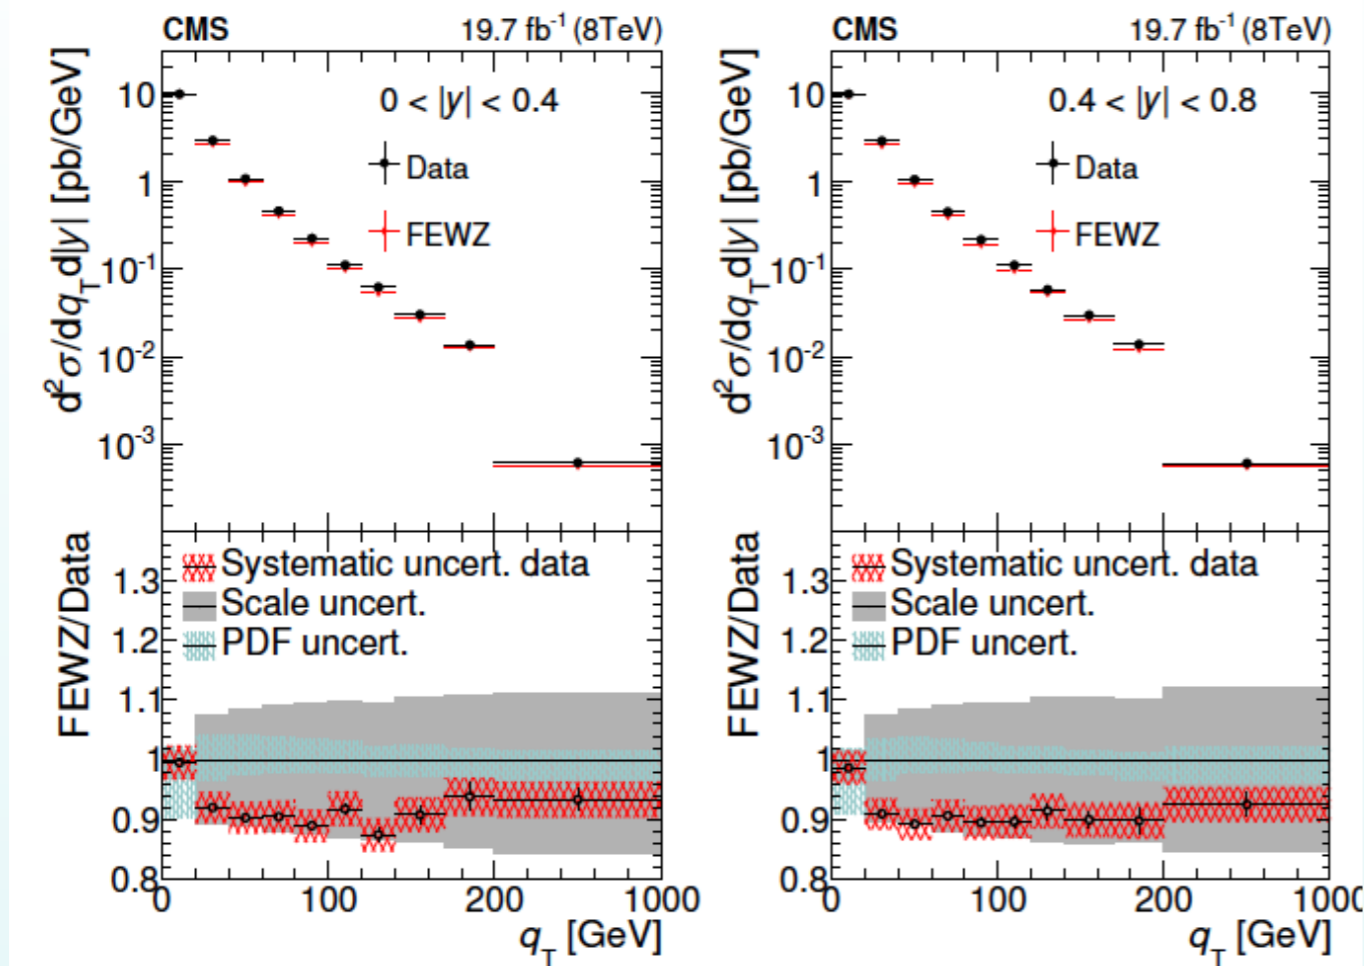 CMS 19.7 fb⁻¹ (8TeV)
0 < |y| < 0.4
Data
FEWZ
d²σ/dq_T d|y| [pb/GeV]
10
1
10⁻¹
10⁻²
10⁻³
Systematic uncert. data
Scale uncert.
PDF uncert.
FEWZ/Data
1.3
1.2
1.1
1
0.9
0.8
0 100 200 1000
q_T [GeV]
CMS 19.7 fb⁻¹ (8TeV)
0.4 < |y| < 0.8
Data
FEWZ
d²σ/dq_T d|y| [pb/GeV]
10
1
10⁻¹
10⁻²
10⁻³
Systematic uncert. data
Scale uncert.
PDF uncert.
FEWZ/Data
1.3
1.2
1.1
1
0.9
0.8
0 100 200 1000
q_T [GeV]